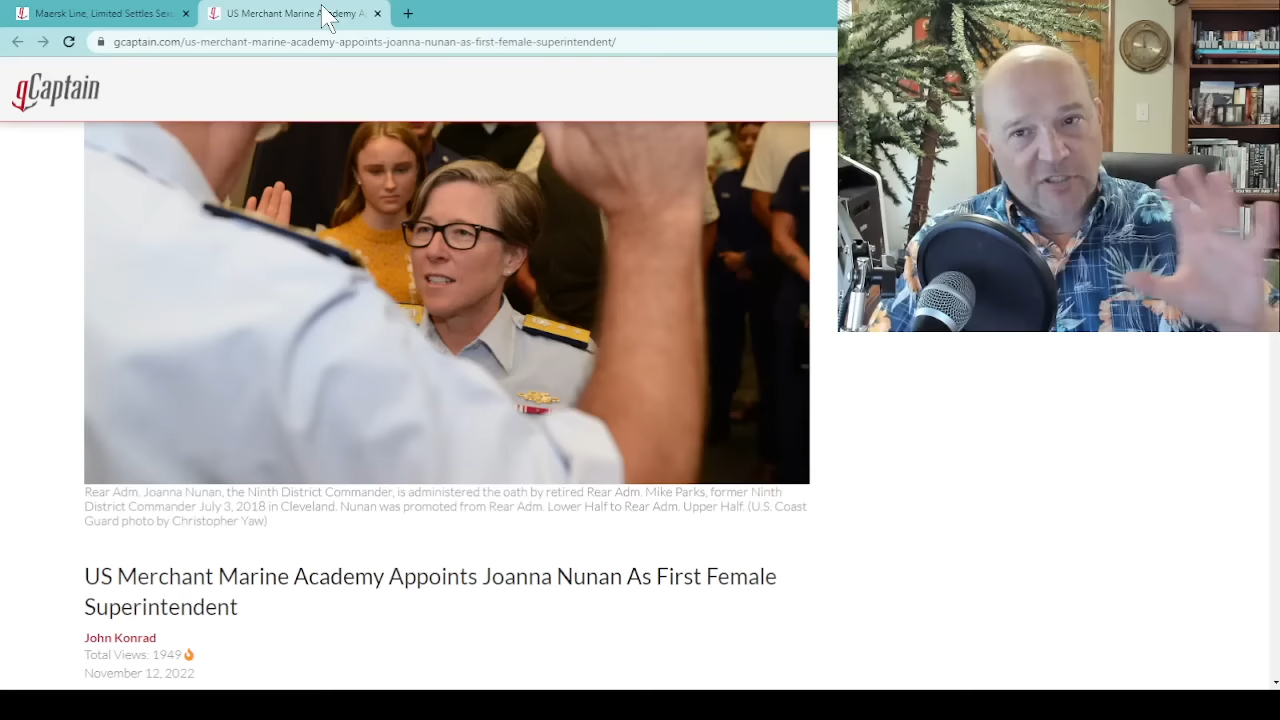 Maersk Line, Limited Settles Sex
US Merchant Marine Academy A
gcaptain.com/us-merchant-marine-academy-appoints-joanna-nunan-as-first-female-superintendent/
gCaptain
Rear Adm. Joanna Nunan, the Ninth District Commander, is administered the oath by retired Rear Adm. Mike Parks, former Ninth
District Commander July 3, 2018 in Cleveland. Nunan was promoted from Rear Adm. Lower Half to Rear Adm. Upper Half. (U.S. Coast
Guard photo by Christopher Yaw)
US Merchant Marine Academy Appoints Joanna Nunan As First Female
Superintendent
John Konrad
Total Views: 1949
November 12, 2022